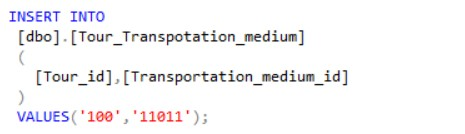 INSERT INTO
[dbo].[Tour_Transpotation_medium]
(
[Tour_id],[Transportation_medium_id]
)
VALUES('100','11011');